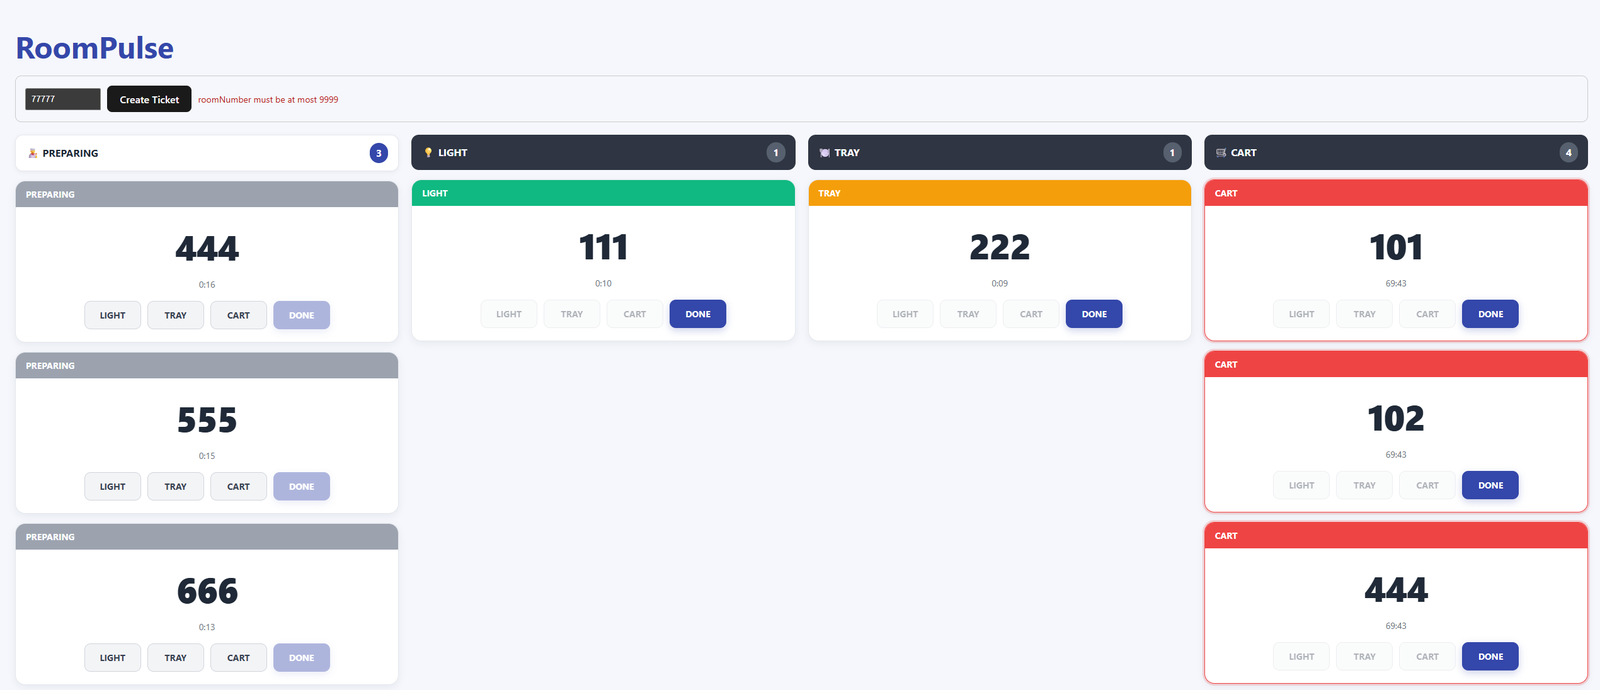 RoomPulse
77777 Create Ticket roomNumber must be at most 9999
PREPARING 3
PREPARING
444
0:16
LIGHT TRAY CART DONE
PREPARING
555
0:15
LIGHT TRAY CART DONE
PREPARING
666
0:13
LIGHT TRAY CART DONE
LIGHT 1
LIGHT
111
0:10
LIGHT TRAY CART DONE
TRAY 1
TRAY
222
0:09
LIGHT TRAY CART DONE
CART 4
CART
101
69:43
LIGHT TRAY CART DONE
CART
102
69:43
LIGHT TRAY CART DONE
CART
444
69:43
LIGHT TRAY CART DONE